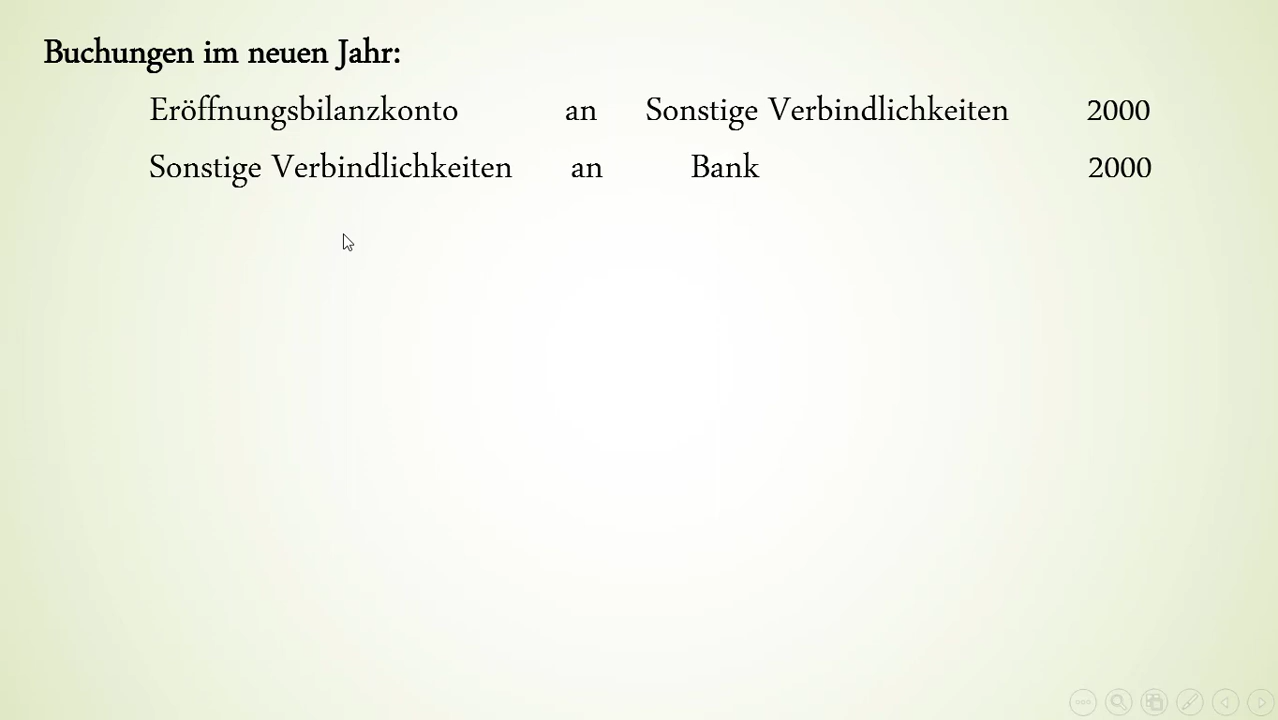 Buchungen im neuen Jahr:
Eröffnungsbilanzkonto an Sonstige Verbindlichkeiten 2000
Sonstige Verbindlichkeiten an Bank 2000